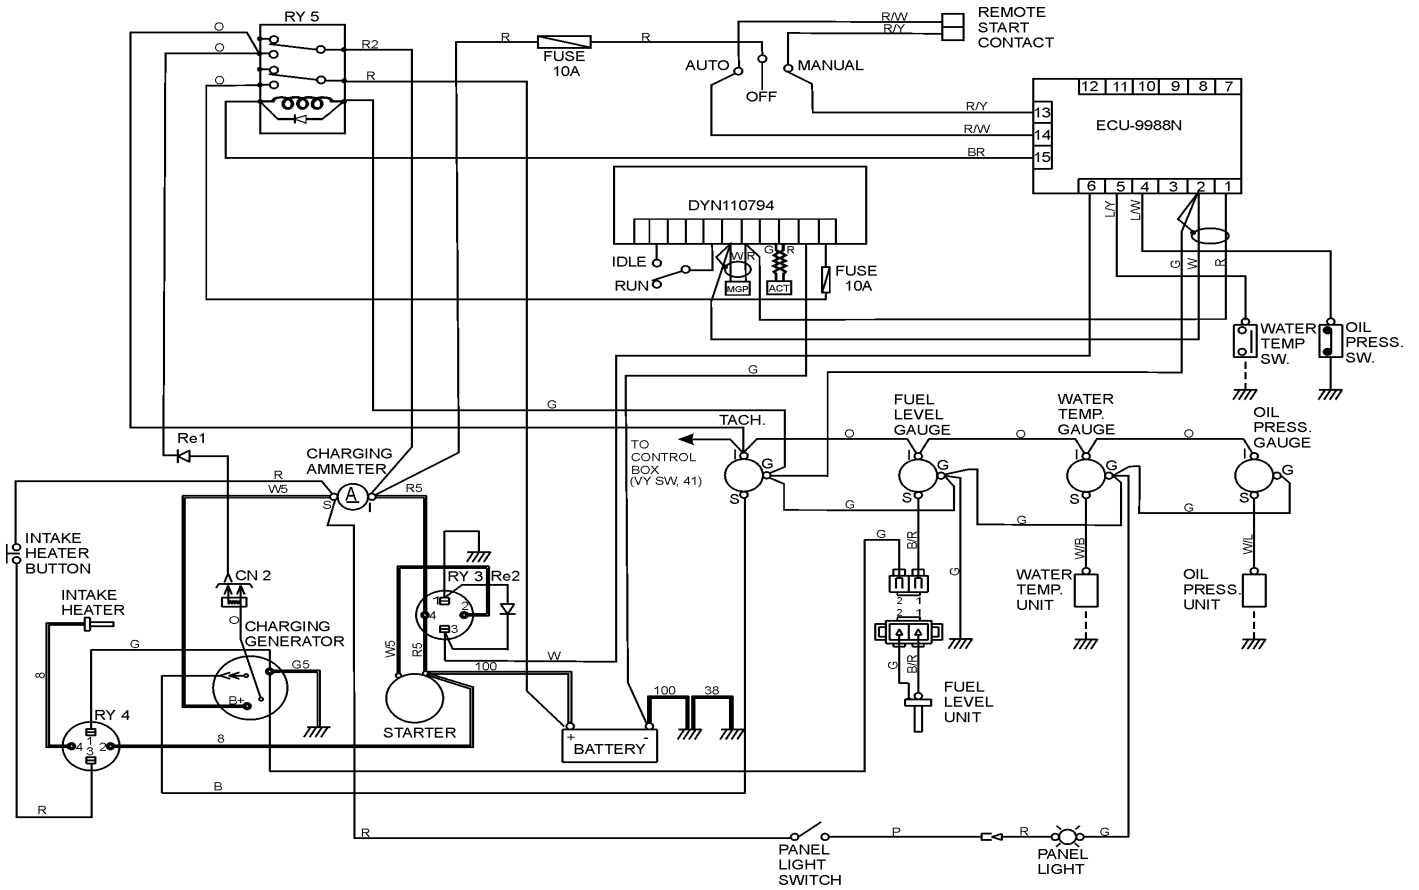 RY 5
O
O
O
R2
R
R
FUSE
10A
R
R/W
R/Y
REMOTE
START
CONTACT
AUTO
MANUAL
OFF
R/Y
R/W
BR
12 11 10 9 8 7
13
14
15
ECU-9988N
6 5 4 3 2 1
L/Y
L/W
G
W
R
DYN110794
IDLE
RUN
W
R
G
R
MGP
ACT
FUSE
10A
WATER
TEMP
SW.
OIL
PRESS.
SW.
G
G
Re1
CHARGING
AMMETER
A
S
I
R
W5
R5
TACH.
TO
CONTROL
BOX
(VY SW, 41)
I
G
S
G
FUEL
LEVEL
GAUGE
O
I
G
S
G
WATER
TEMP.
GAUGE
O
I
G
S
G
OIL
PRESS.
GAUGE
O
I
G
S
INTAKE
HEATER
BUTTON
INTAKE
HEATER
CN 2
O
CHARGING
GENERATOR
G5
B+
G
8
RY 4
4
1
3
2
8
R
B
RY 3
Re2
1
2
4
3
W5
R5
STARTER
W
100
+
-
BATTERY
100
38
G
B/R
2 1
2 1
G
B/R
G
FUEL
LEVEL
UNIT
W/B
WATER
TEMP.
UNIT
W/L
OIL
PRESS.
UNIT
R
PANEL
LIGHT
SWITCH
P
R
PANEL
LIGHT
G